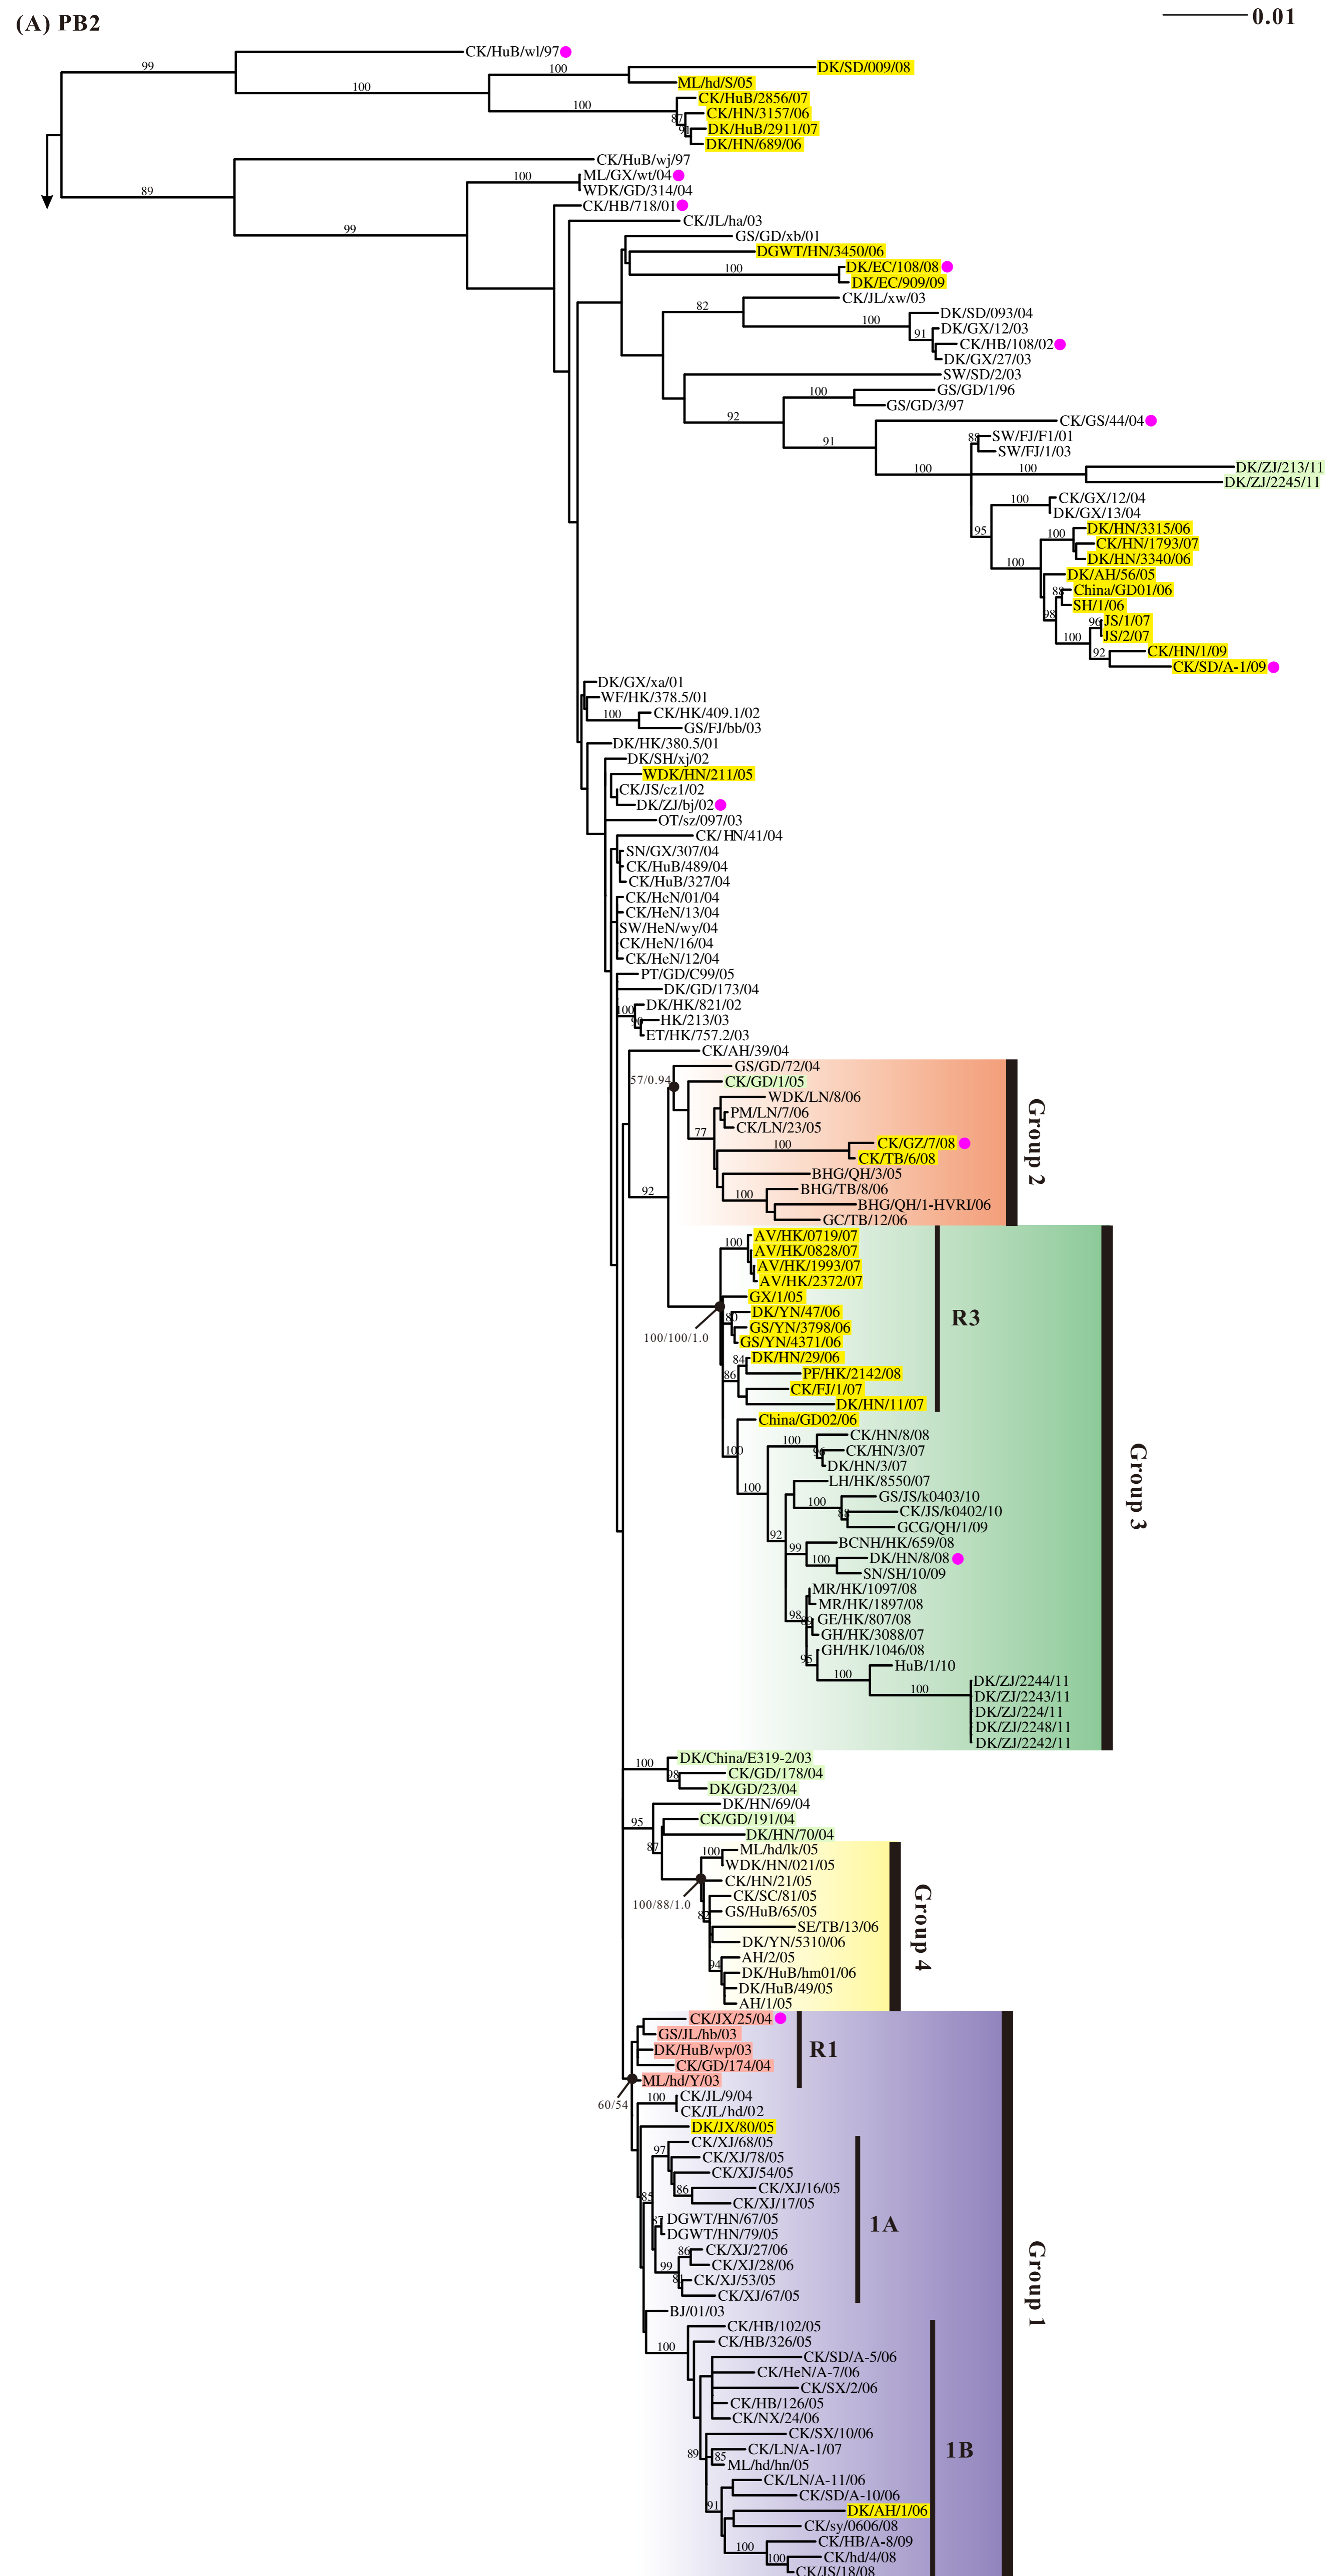 (A) PB2
0.01
CK/HuB/wl/97
99
DK/SD/009/08
100
ML/hd/S/05
100
CK/HuB/2856/07
100
CK/HN/3157/06
87
DK/HuB/2911/07
91
DK/HN/689/06
CK/HuB/wj/97
ML/GX/wt/04
100
WDK/GD/314/04
89
CK/HB/718/01
CK/JL/ha/03
99
GS/GD/xb/01
DGWT/HN/3450/06
DK/EC/108/08
100
DK/EC/909/09
CK/JL/xw/03
82
DK/SD/093/04
100
DK/GX/12/03
91
CK/HB/108/02
DK/GX/27/03
SW/SD/2/03
GS/GD/1/96
100
GS/GD/3/97
92
CK/GS/44/04
91
SW/FJ/F1/01
88
SW/FJ/1/03
DK/ZJ/213/11
100
100
DK/ZJ/2245/11
CK/GX/12/04
100
DK/GX/13/04
95
DK/HN/3315/06
100
CK/HN/1793/07
DK/HN/3340/06
100
DK/AH/56/05
China/GD01/06
88
SH/1/06
98
JS/1/07
96
JS/2/07
100
CK/HN/1/09
92
CK/SD/A-1/09
DK/GX/xa/01
WF/HK/378.5/01
CK/HK/409.1/02
100
GS/FJ/bb/03
DK/HK/380.5/01
DK/SH/xj/02
WDK/HN/211/05
CK/JS/cz1/02
DK/ZJ/bj/02
OT/sz/097/03
CK/HN/41/04
SN/GX/307/04
CK/HuB/489/04
CK/HuB/327/04
CK/HeN/01/04
CK/HeN/13/04
SW/HeN/wy/04
CK/HeN/16/04
CK/HeN/12/04
PT/GD/C99/05
DK/GD/173/04
DK/HK/821/02
100
HK/213/03
ET/HK/757.2/03
CK/AH/39/04
GS/GD/72/04
57/0.94
CK/GD/1/05
WDK/LN/8/06
PM/LN/7/06
CK/LN/23/05
77
CK/GZ/7/08
100
CK/TB/6/08
BHG/QH/3/05
BHG/TB/8/06
92
100
BHG/QH/1-HVRI/06
GC/TB/12/06
Group 2
AV/HK/0719/07
100
AV/HK/0828/07
AV/HK/1993/07
AV/HK/2372/07
GX/1/05
DK/YN/47/06
80
GS/YN/3798/06
100/100/1.0
GS/YN/4371/06
R3
DK/HN/29/06
84
PF/HK/2142/08
86
CK/FJ/1/07
DK/HN/11/07
China/GD02/06
CK/HN/8/08
100
CK/HN/3/07
100
DK/HN/3/07
LH/HK/8550/07
100
GS/JS/k0403/10
100
CK/JS/k0402/10
GCG/QH/1/09
92
BCNH/HK/659/08
99
DK/HN/8/08
100
SN/SH/10/09
MR/HK/1097/08
MR/HK/1897/08
98
GE/HK/807/08
GH/HK/3088/07
GH/HK/1046/08
95
HuB/1/10
100
DK/ZJ/2244/11
100
DK/ZJ/2243/11
DK/ZJ/224/11
DK/ZJ/2248/11
DK/ZJ/2242/11
Group 3
DK/China/E319-2/03
100
CK/GD/178/04
98
DK/GD/23/04
DK/HN/69/04
95
CK/GD/191/04
DK/HN/70/04
87
ML/hd/lk/05
100
WDK/HN/021/05
CK/HN/21/05
CK/SC/81/05
100/88/1.0
GS/HuB/65/05
82
SE/TB/13/06
DK/YN/5310/06
AH/2/05
94
DK/HuB/hm01/06
DK/HuB/49/05
AH/1/05
Group 4
CK/JX/25/04
GS/JL/hb/03
DK/HuB/wp/03
R1
CK/GD/174/04
ML/hd/Y/03
60/54
CK/JL/9/04
100
CK/JL/hd/02
DK/JX/80/05
CK/XJ/68/05
97
CK/XJ/78/05
CK/XJ/54/05
CK/XJ/16/05
86
85
CK/XJ/17/05
DGWT/HN/67/05
87
DGWT/HN/79/05
1A
CK/XJ/27/06
86
CK/XJ/28/06
99
CK/XJ/53/05
CK/XJ/67/05
BJ/01/03
CK/HB/102/05
CK/HB/326/05
100
CK/SD/A-5/06
CK/HeN/A-7/06
CK/SX/2/06
CK/HB/126/05
CK/NX/24/06
CK/SX/10/06
CK/LN/A-1/07
89
85
ML/hd/hn/05
1B
CK/LN/A-11/06
CK/SD/A-10/06
91
DK/AH/1/06
CK/sy/0606/08
CK/HB/A-8/09
100
CK/hd/4/08
100
CK/JS/18/08
Group 1